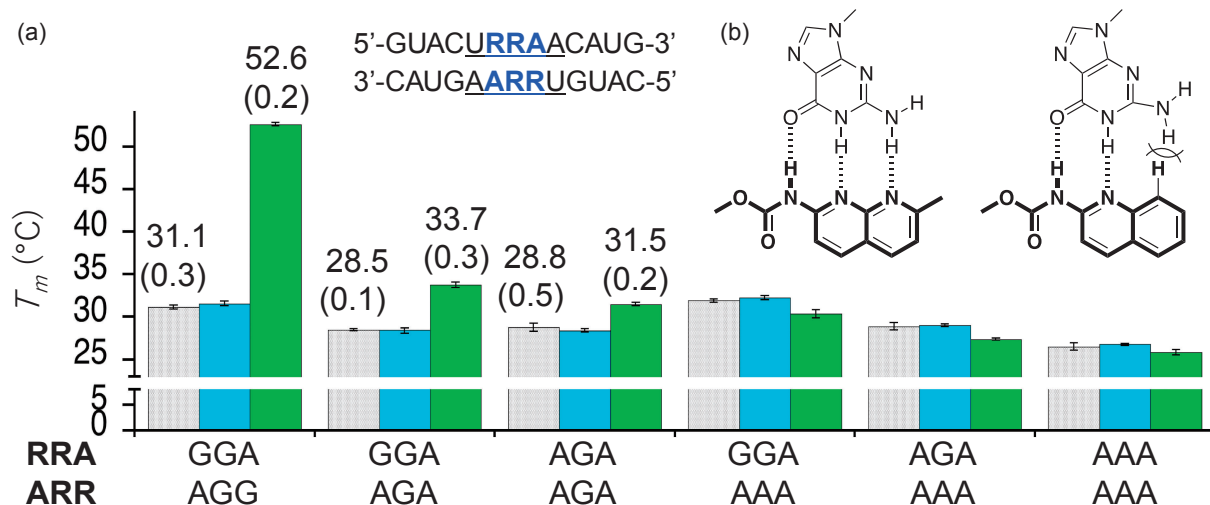 (a)
5’-GUACURRAACAUG-3’
3’-CAUGAARRUGUAC-5’
(b)
Tm (°C)
50
45
40
35
30
25
5
0
31.1
(0.3)
52.6
(0.2)
28.5
(0.1)
33.7
(0.3)
28.8
(0.5)
31.5
(0.2)
RRA GGA GGA AGA GGA AGA AAA
ARR AGG AGA AGA AAA AAA AAA
N N
N N
O N N H
H H
H
O N N N
O
N N
N N H
O N N
H H
H H
O N N
O